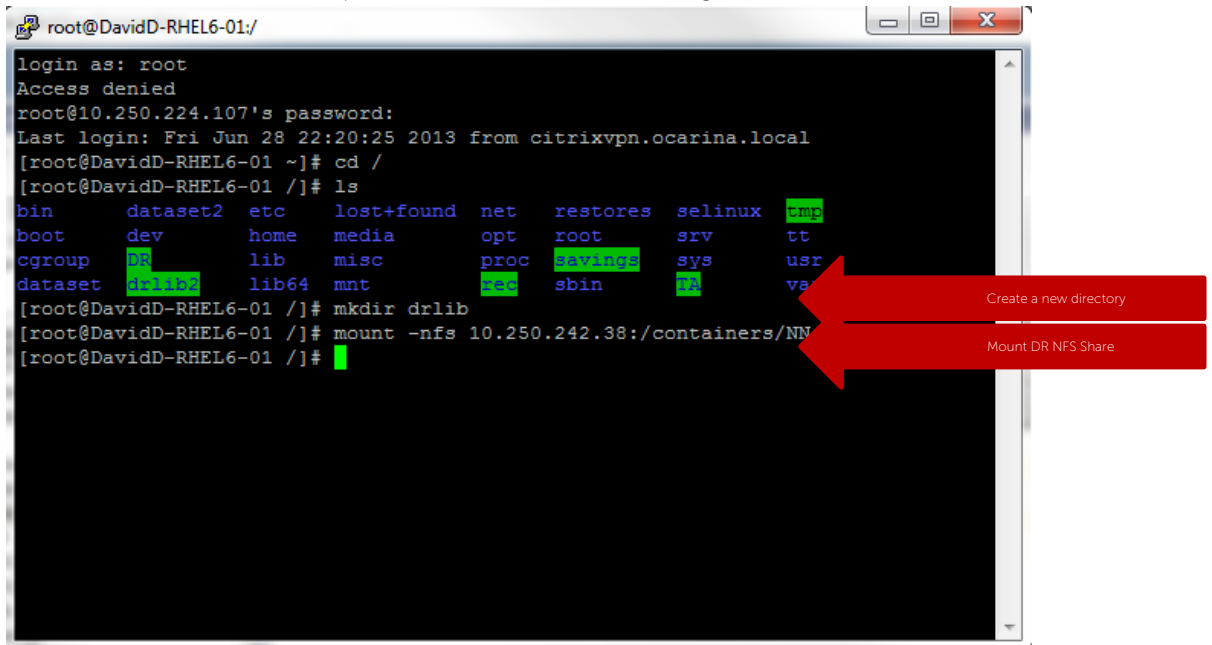 root@DavidD-RHEL6-01:/
login as: root
Access denied
root@10.250.224.107's password:
Last login: Fri Jun 28 22:20:25 2013 from citrixvpn.ocarina.local
[root@DavidD-RHEL6-01 ~]# cd /
[root@DavidD-RHEL6-01 /]# ls
bin dataset2 etc lost+found net restores selinux tmp
boot dev home media opt root srv tt
cgroup DR lib misc proc savings sys usr
dataset drlib2 lib64 mnt rec sbin TA
[root@DavidD-RHEL6-01 /]# mkdir drlib
Create a new directory
[root@DavidD-RHEL6-01 /]# mount -nfs 10.250.242.38:/containers/NN
Mount DR NFS Share
[root@DavidD-RHEL6-01 /]#